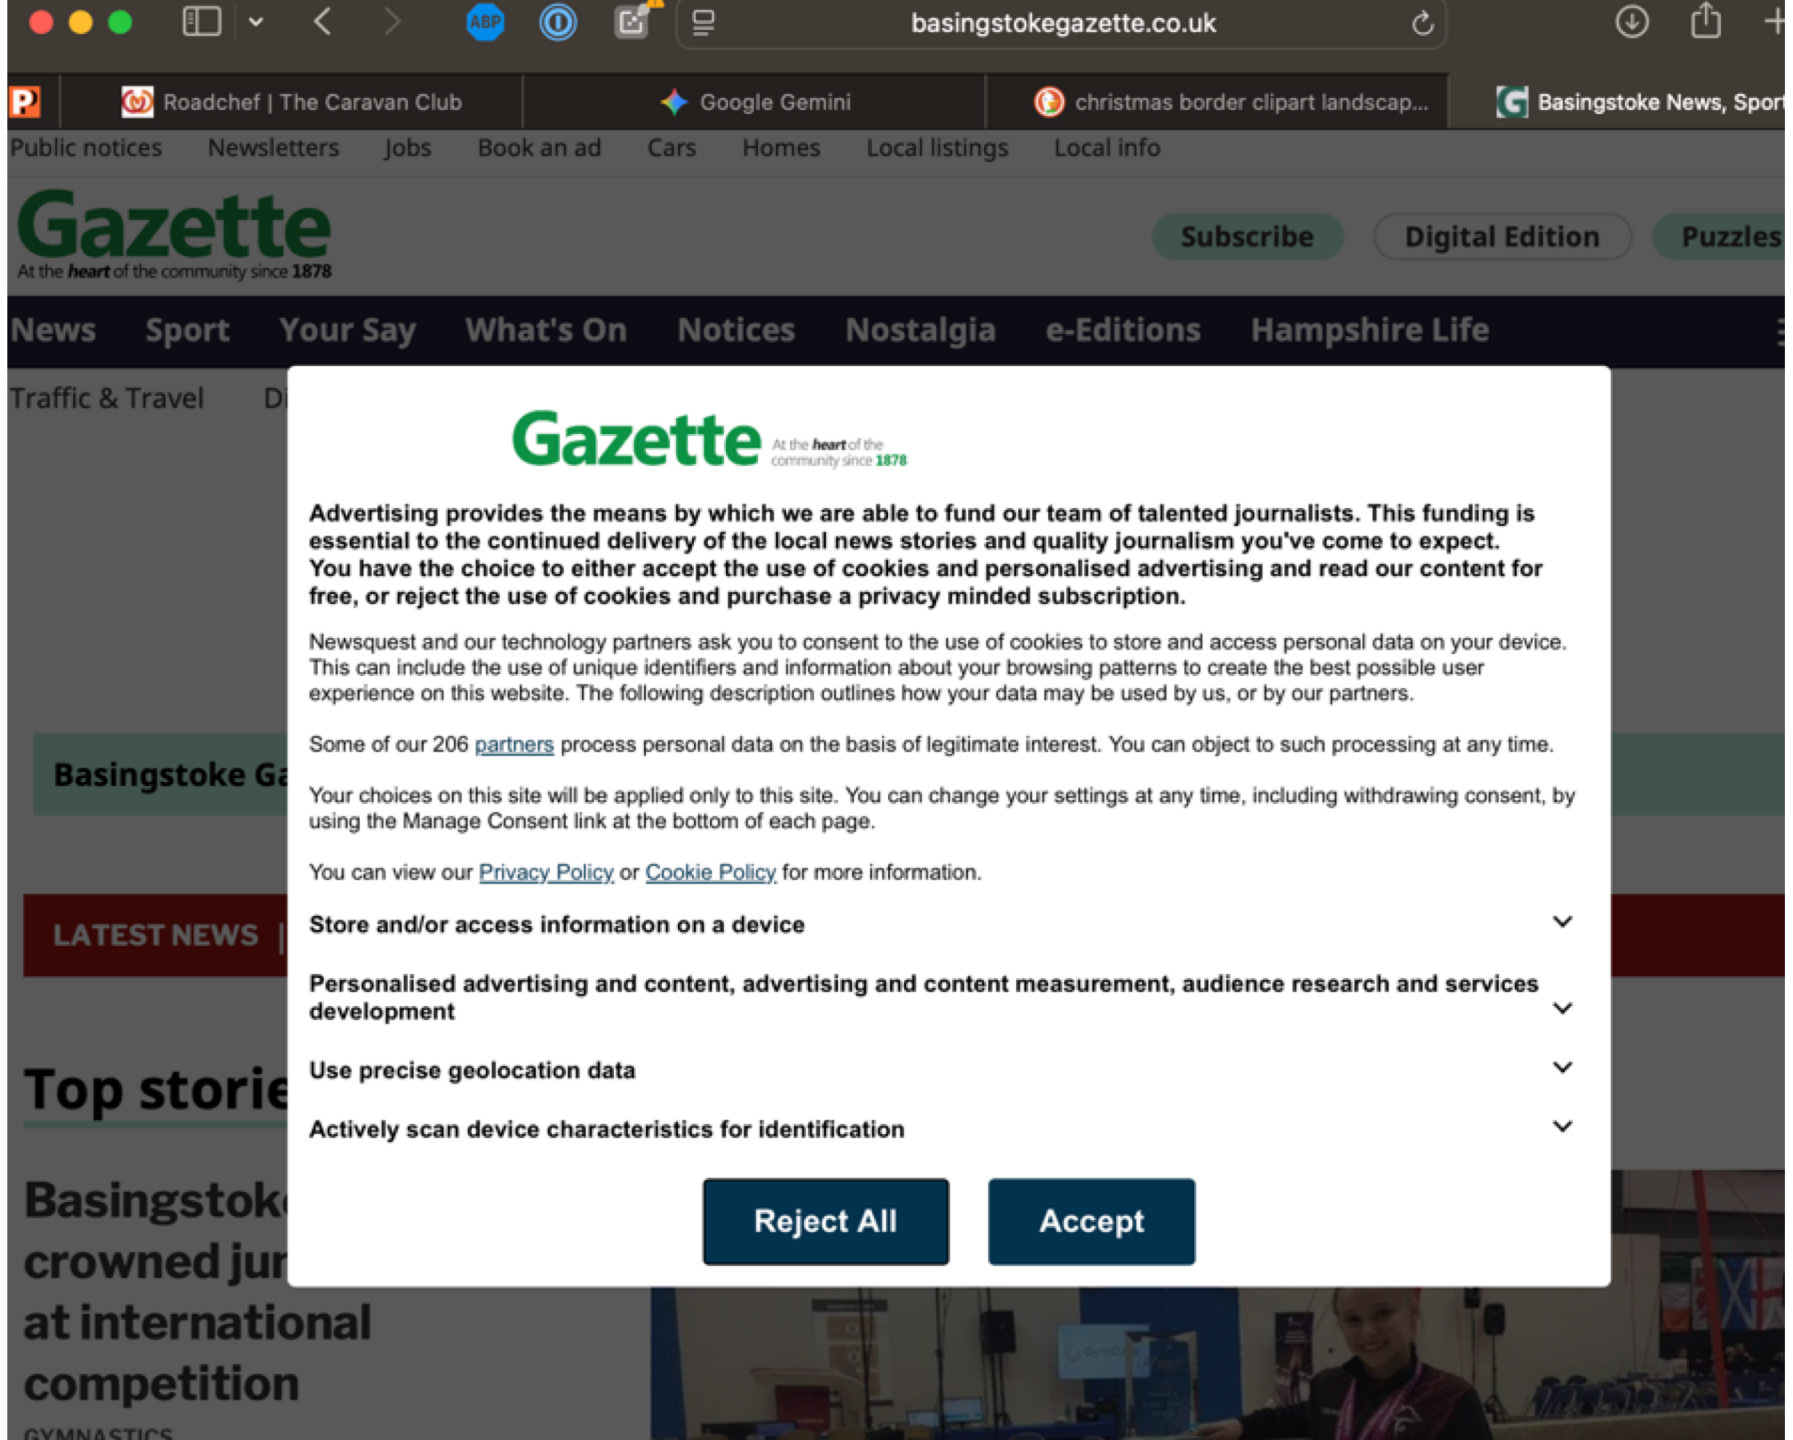 ABP
basingstokegazette.co.uk
Roadchef | The Caravan Club
Google Gemini
christmas border clipart landscap...
Basingstoke News, Spor
Public notices Newsletters Jobs Book an ad Cars Homes Local listings Local info
Gazette
At the heart of the community since 1878
Subscribe Digital Edition Puzzles
News Sport Your Say What's On Notices Nostalgia e-Editions Hampshire Life
Traffic & Travel Di
Gazette
At the heart of the
community since 1878
Advertising provides the means by which we are able to fund our team of talented journalists. This funding is
essential to the continued delivery of the local news stories and quality journalism you've come to expect.
You have the choice to either accept the use of cookies and personalised advertising and read our content for
free, or reject the use of cookies and purchase a privacy minded subscription.
Newsquest and our technology partners ask you to consent to the use of cookies to store and access personal data on your device.
This can include the use of unique identifiers and information about your browsing patterns to create the best possible user
experience on this website. The following description outlines how your data may be used by us, or by our partners.
Some of our 206 partners process personal data on the basis of legitimate interest. You can object to such processing at any time.
Basingstoke Ga
Your choices on this site will be applied only to this site. You can change your settings at any time, including withdrawing consent, by
using the Manage Consent link at the bottom of each page.
You can view our Privacy Policy or Cookie Policy for more information.
LATEST NEWS |
Store and/or access information on a device
Personalised advertising and content, advertising and content measurement, audience research and services
development
Use precise geolocation data
Actively scan device characteristics for identification
Reject All Accept
Top storie
Basingstok
crowned jun
at international
competition
GYMNASTICS